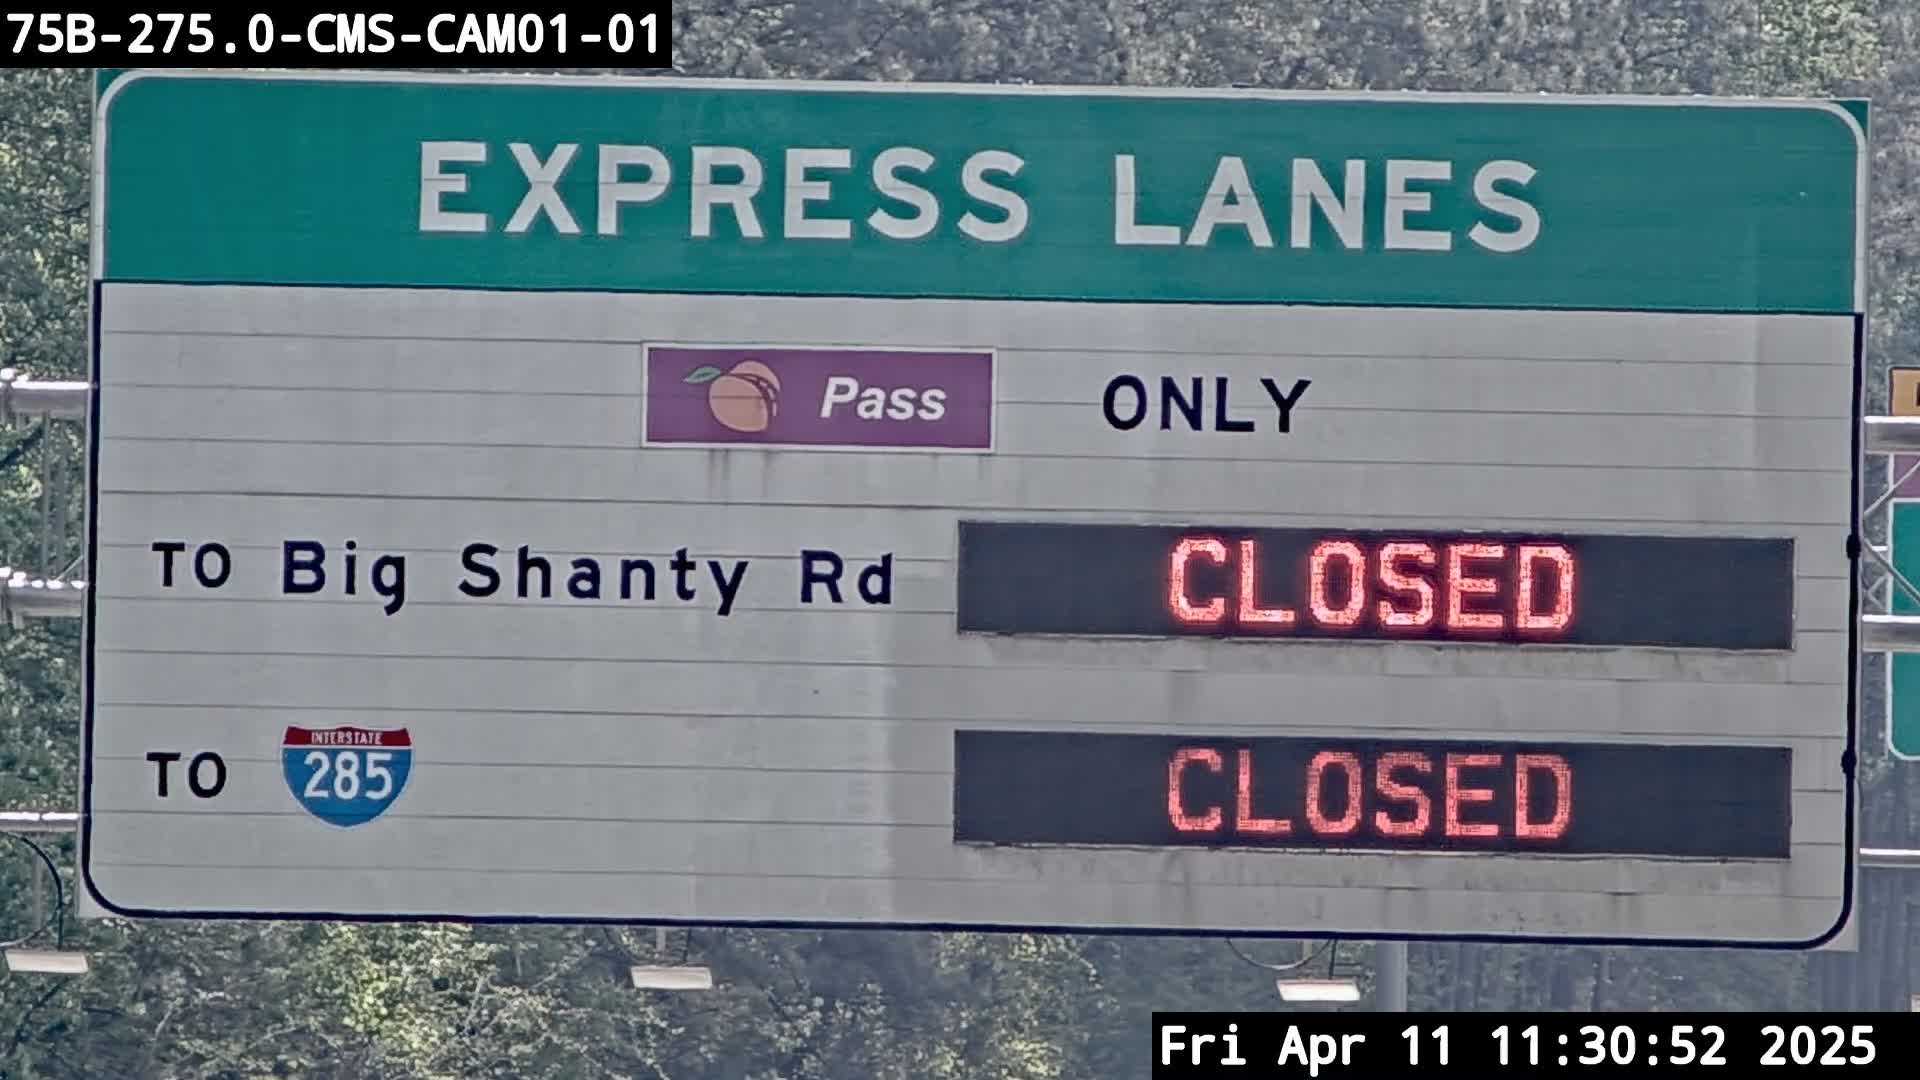 75B-275.0-CMS-CAM01-01
EXPRESS LANES
Pass ONLY
TO Big Shanty Rd CLOSED
INTERSTATE
TO 285 CLOSED
Fri Apr 11 11:30:52 2025